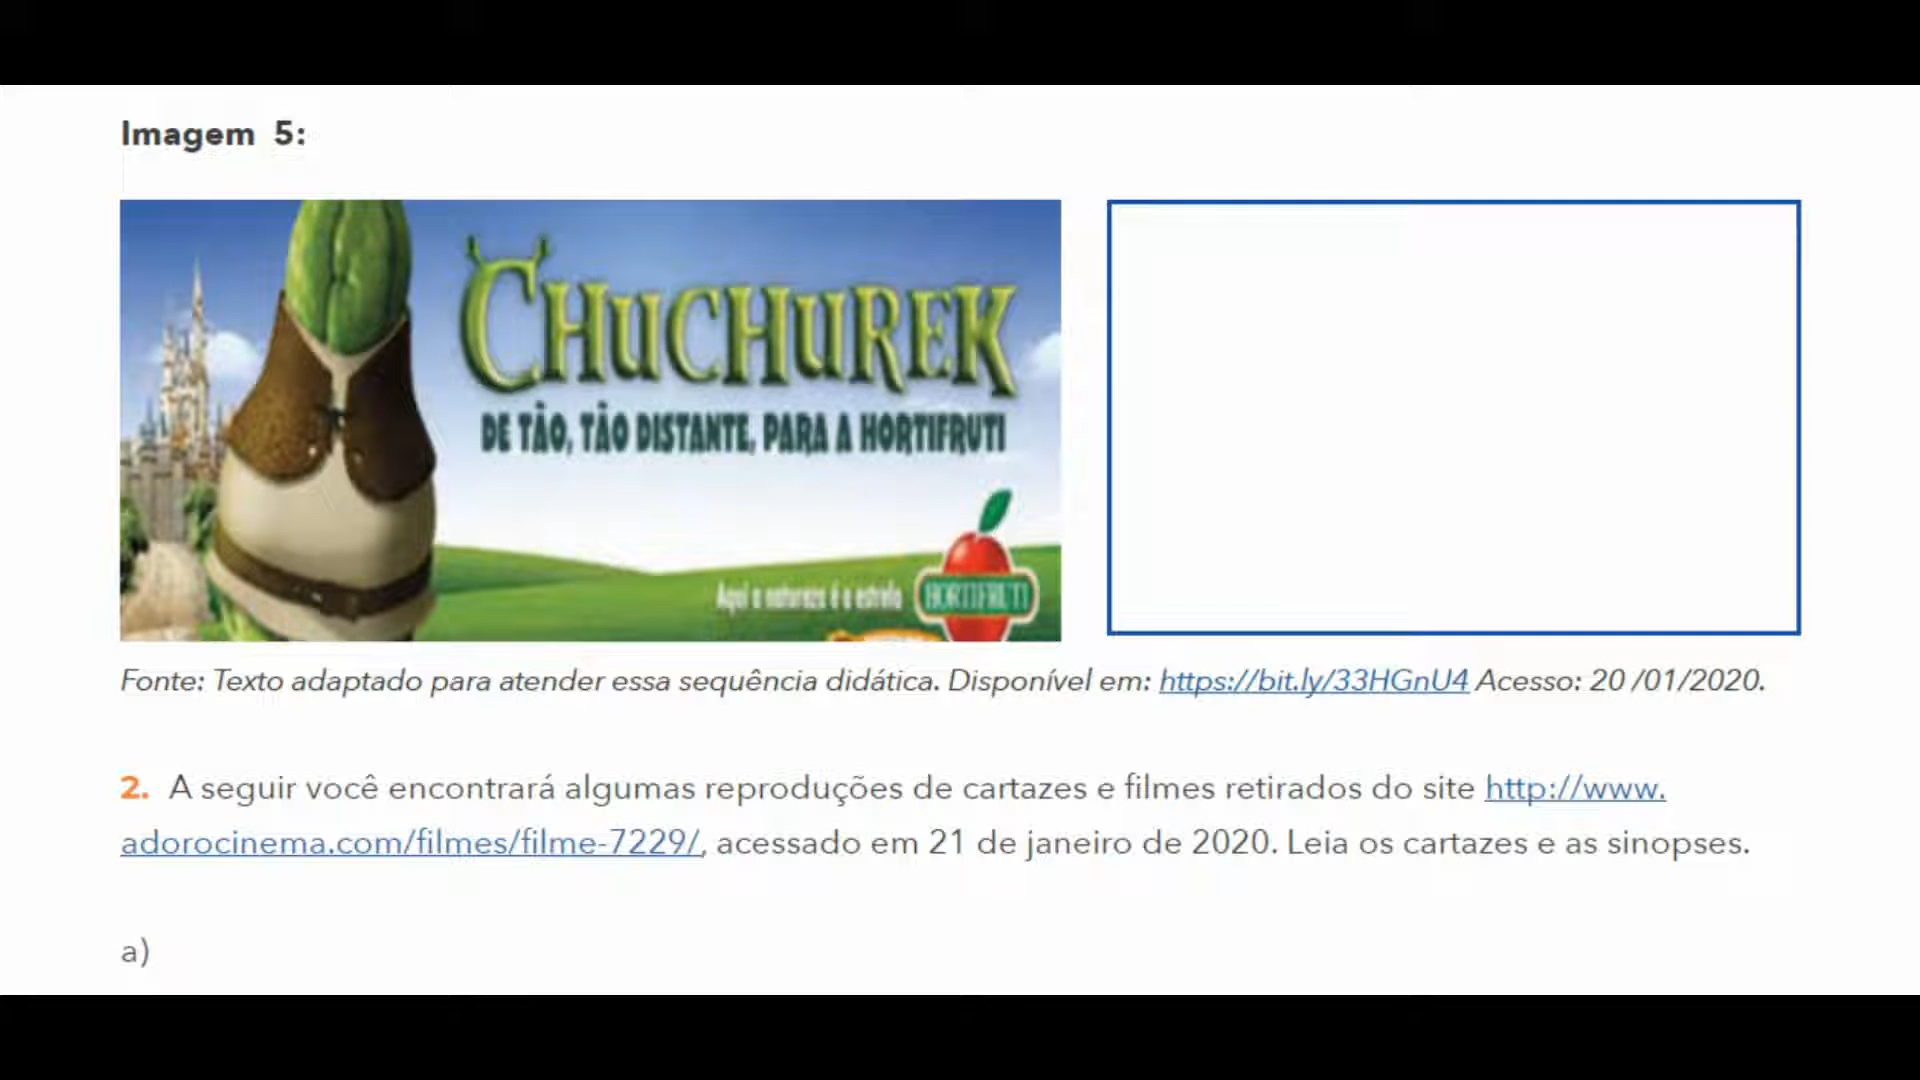 Imagem 5:
CHUCHUREK
DE TÃO, TÃO DISTANTE, PARA A HORTIFRUTI
Aqui a natureza é a estrela
HORTIFRUTI
Fonte: Texto adaptado para atender essa sequência didática. Disponível em: https://bit.ly/33HGnU4 Acesso: 20 /01/2020.
2. A seguir você encontrará algumas reproduções de cartazes e filmes retirados do site http://www.
adorocinema.com/filmes/filme-7229/, acessado em 21 de janeiro de 2020. Leia os cartazes e as sinopses.
a)